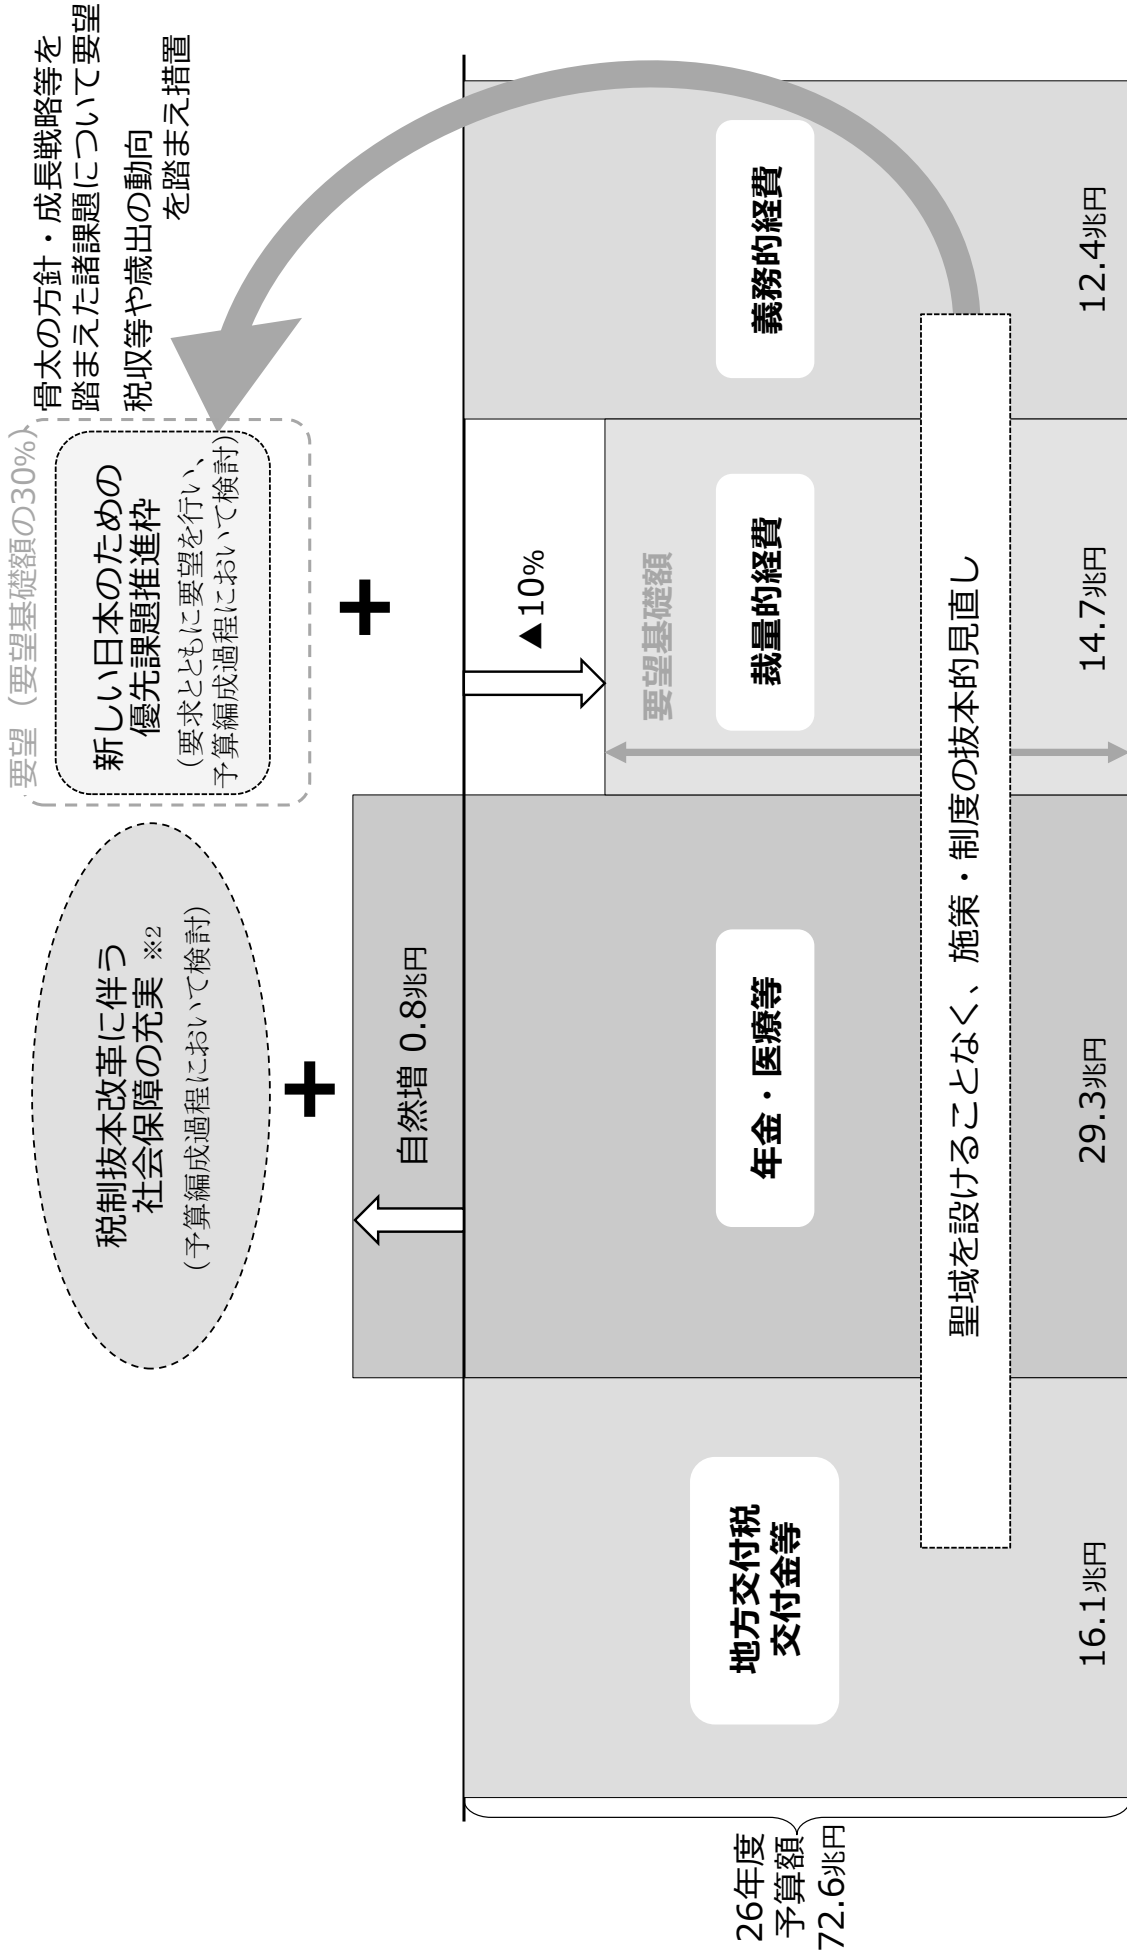 要望（要望基礎額の30%）
新しい日本のための
優先課題推進枠
（要求とともに要望を行い、
予算編成過程において検討）
骨太の方針・成長戦略等を
踏まえた諸課題について要望
税収等や歳出の動向
を踏まえ措置
税制抜本改革に伴う
社会保障の充実 ※2
（予算編成過程において検討）
+
+
自然増 0.8兆円
▲10%
要望基礎額
26年度
予算額
72.6兆円
地方交付税
交付金等
年金・医療等
裁量的経費
義務的経費
聖域を設けることなく、施策・制度の抜本的見直し
16.1兆円
29.3兆円
14.7兆円
12.4兆円